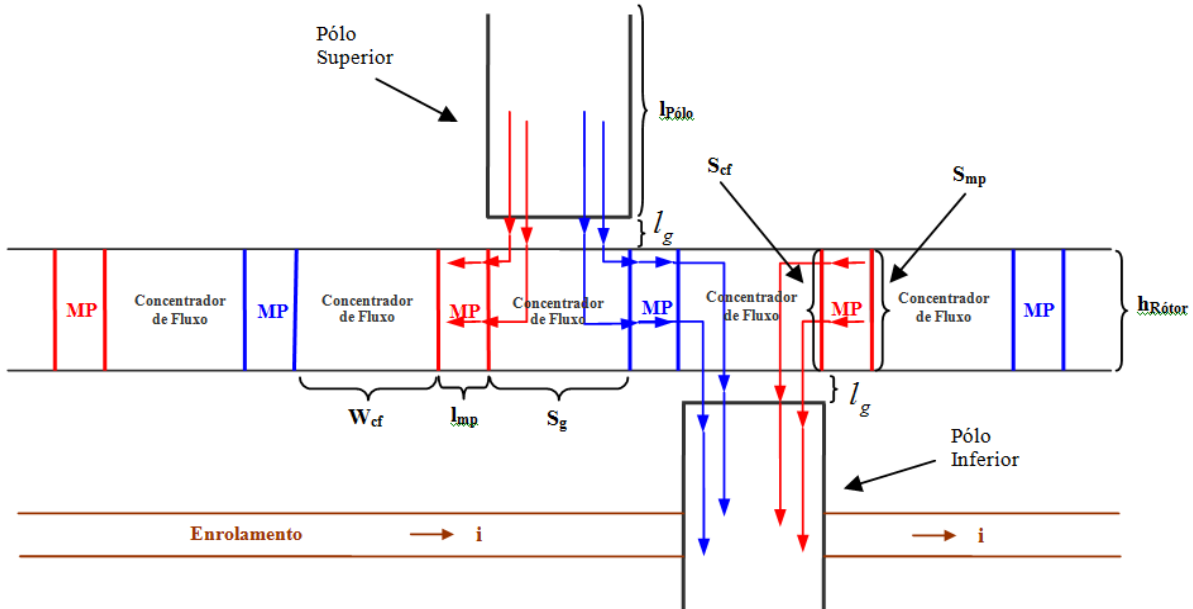 Pólo
Superior
lPólo
Scf
Smp
lg
MP
Concentrador
de Fluxo
MP
Concentrador
de Fluxo
MP
Concentrador
de Fluxo
MP
Concentrador
de Fluxo
MP
Concentrador
de Fluxo
MP
hRótor
Wcf
lmp
Sg
lg
Pólo
Inferior
Enrolamento
i
i